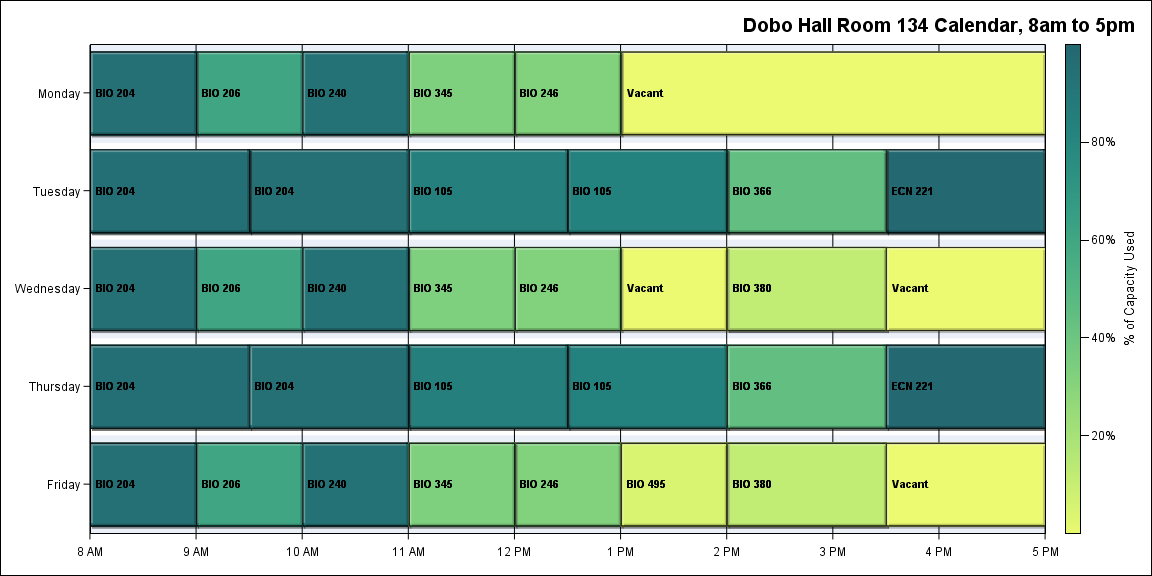 Dobo Hall Room 134 Calendar, 8am to 5pm
Monday
BIO 204
BIO 206
BIO 240
BIO 345
BIO 246
Vacant
Tuesday
BIO 204
BIO 204
BIO 105
BIO 105
BIO 366
ECN 221
Wednesday
BIO 204
BIO 206
BIO 240
BIO 345
BIO 246
Vacant
BIO 380
Vacant
Thursday
BIO 204
BIO 204
BIO 105
BIO 105
BIO 366
ECN 221
Friday
BIO 204
BIO 206
BIO 240
BIO 345
BIO 246
BIO 495
BIO 380
Vacant
8 AM
9 AM
10 AM
11 AM
12 PM
1 PM
2 PM
3 PM
4 PM
5 PM
80%
60%
40%
20%
% of Capacity Used